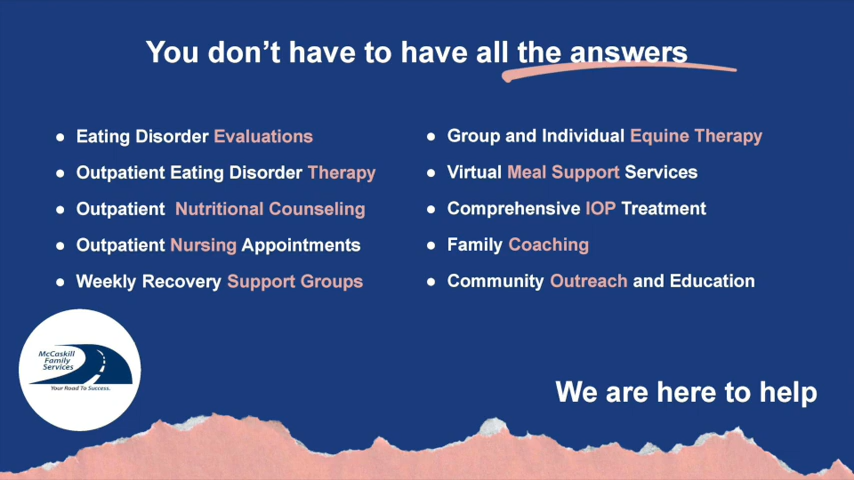 You don't have to have all the answers
● Eating Disorder Evaluations
● Outpatient Eating Disorder Therapy
● Outpatient Nutritional Counseling
● Outpatient Nursing Appointments
● Weekly Recovery Support Groups
● Group and Individual Equine Therapy
● Virtual Meal Support Services
● Comprehensive IOP Treatment
● Family Coaching
● Community Outreach and Education
McCaskill
Family
Services
Your Road To Success.
We are here to help